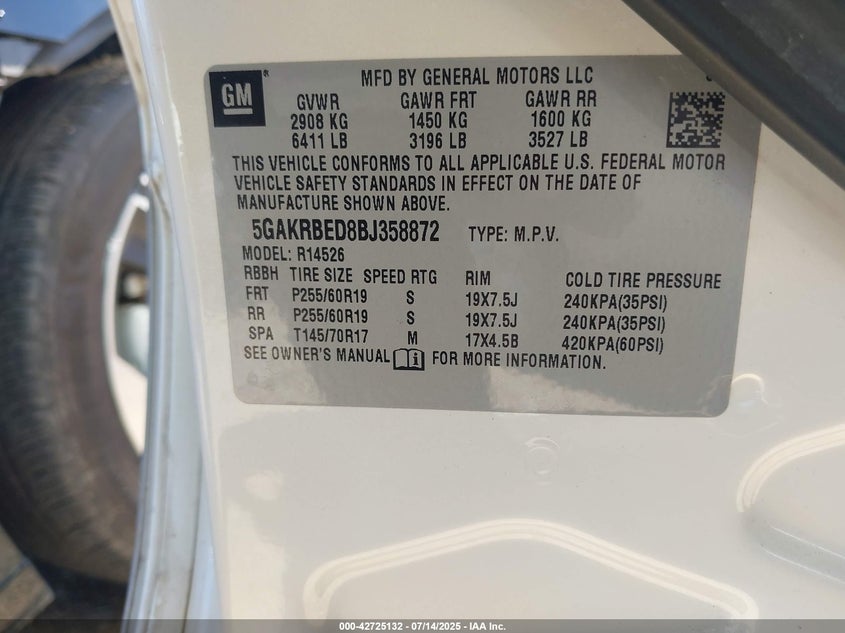 MFD BY GENERAL MOTORS LLC
GM®
GVWR GAWR FRT GAWR RR
2908 KG 1450 KG 1600 KG
6411 LB 3196 LB 3527 LB
THIS VEHICLE CONFORMS TO ALL APPLICABLE U.S. FEDERAL MOTOR
VEHICLE SAFETY STANDARDS IN EFFECT ON THE DATE OF
MANUFACTURE SHOWN ABOVE.
5GAKRBED8BJ358872 TYPE: M.P.V.
MODEL: R14526
RBBH TIRE SIZE SPEED RTG RIM COLD TIRE PRESSURE
FRT P255/60R19 S 19X7.5J 240KPA(35PSI)
RR P255/60R19 S 19X7.5J 240KPA(35PSI)
SPA T145/70R17 M 17X4.5B 420KPA(60PSI)
SEE OWNER'S MANUAL FOR MORE INFORMATION.
000-42725132 - 07/14/2025 - IAA Inc.